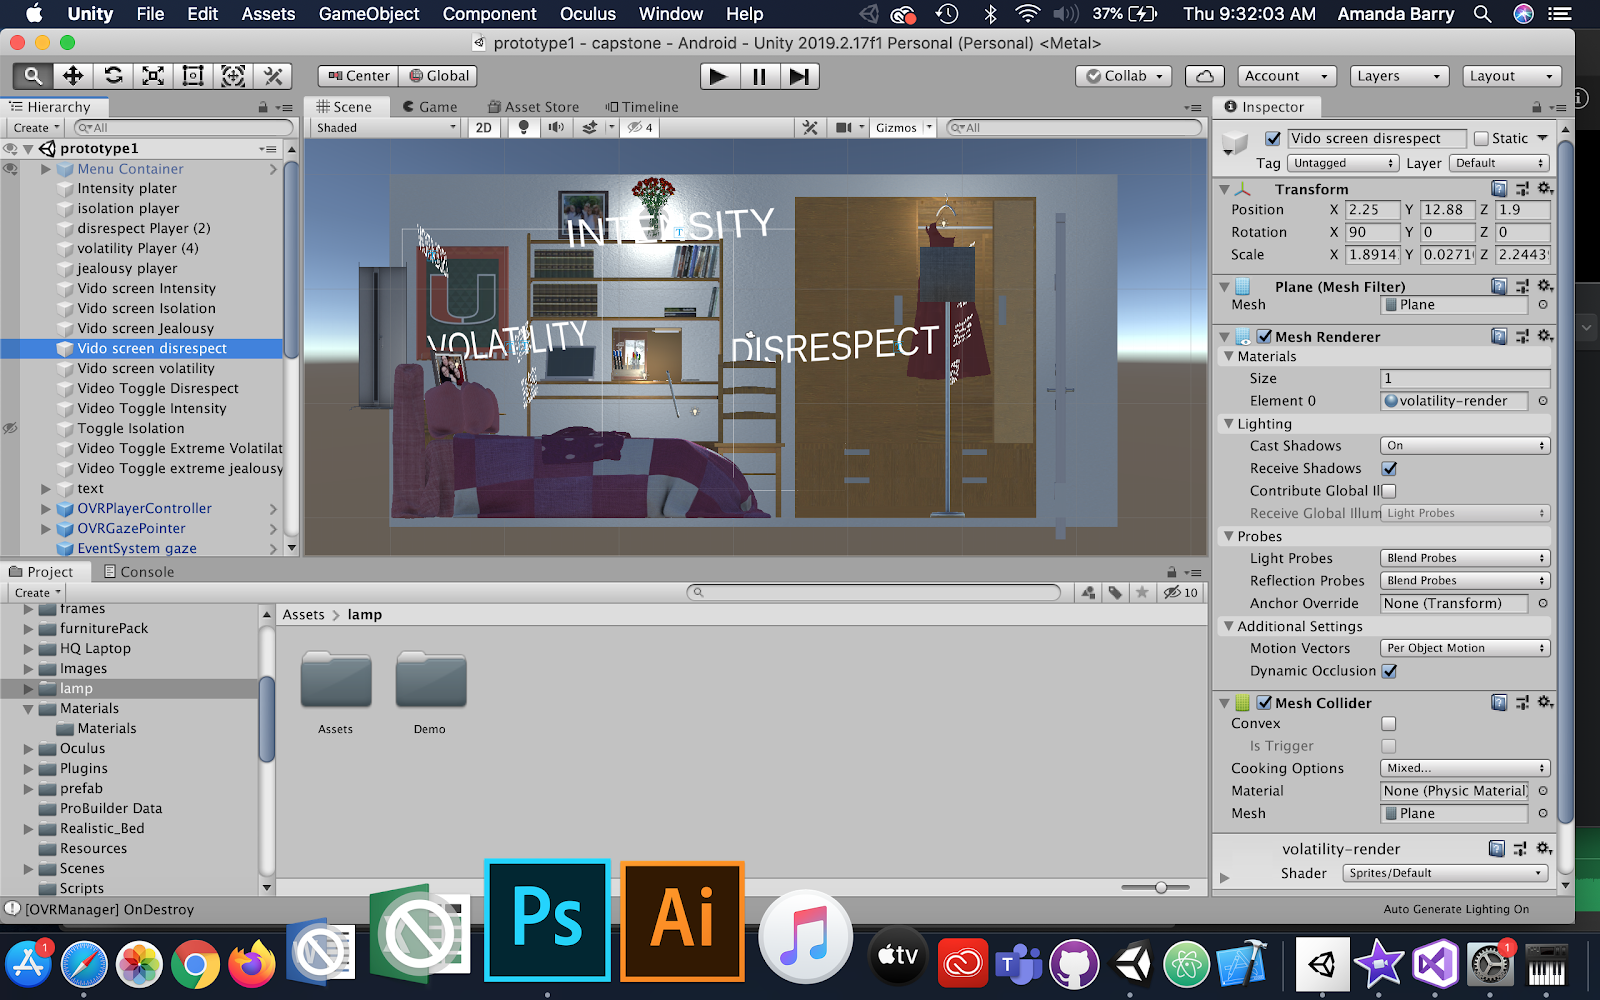 Unity File Edit Assets GameObject Component Oculus Window Help 37% Thu 9:32:03 AM Amanda Barry
prototype1 - capstone - Android - Unity 2019.2.17f1 Personal (Personal) <Metal>
Center Global Collab Account Layers Layout
Hierarchy
Create All
prototype1
Menu Container
Intensity plater
isolation player
disrespect Player (2)
volatility Player (4)
jealousy player
Vido screen Intensity
Vido screen Isolation
Vido screen Jealousy
Vido screen disrespect
Vido screen volatility
Video Toggle Disrespect
Video Toggle Intensity
Toggle Isolation
Video Toggle Extreme Volatilat
Video Toggle extreme jealousy
text
OVRPlayerController
OVRGazePointer
EventSystem gaze
Scene Game Asset Store Timeline
Shaded 2D 4 Gizmos All
INTENSITY
VOLATILITY
DISRESPECT
U
Inspector
Vido screen disrespect Static
Tag Untagged Layer Default
Transform
Position X 2.25 Y 12.88 Z 1.9
Rotation X 90 Y 0 Z 0
Scale X 1.8914 Y 0.0271 Z 2.2443
Plane (Mesh Filter)
Mesh Plane
Mesh Renderer
Materials
Size 1
Element 0 volatility-render
Lighting
Cast Shadows On
Receive Shadows
Contribute Global Il
Receive Global Illum Light Probes
Probes
Light Probes Blend Probes
Reflection Probes Blend Probes
Anchor Override None (Transform)
Additional Settings
Motion Vectors Per Object Motion
Dynamic Occlusion
Mesh Collider
Convex
Is Trigger
Cooking Options Mixed...
Material None (Physic Material)
Mesh Plane
volatility-render
Shader Sprites/Default
Project Console
Create 10
frames
furniturePack
HQ Laptop
Images
lamp
Materials
Materials
Oculus
Plugins
prefab
ProBuilder Data
Realistic_Bed
Resources
Scenes
Scripts
Assets > lamp
Assets Demo
[OVRManager] OnDestroy
Auto Generate Lighting On
1 Ps Ai tv T 1